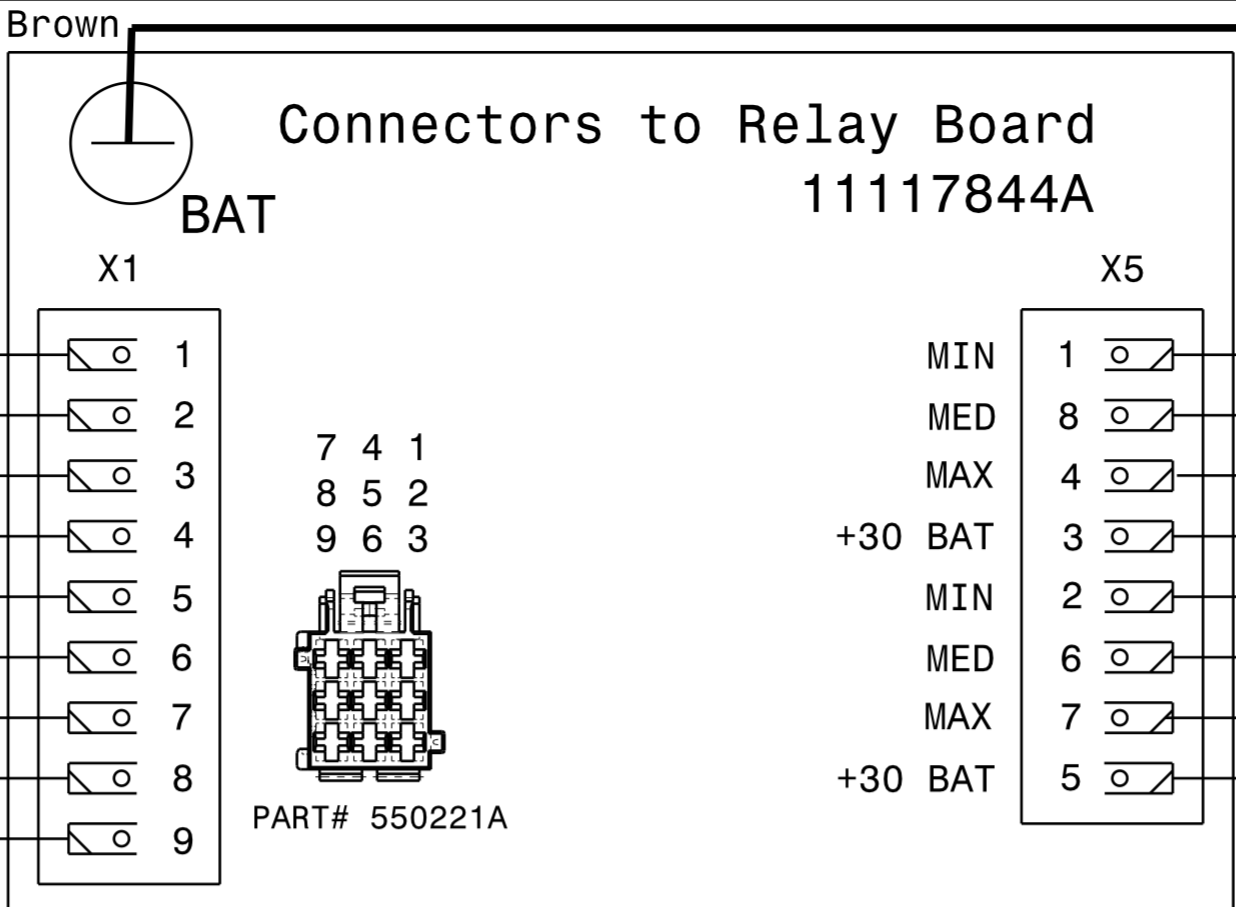 Brown
Connectors to Relay Board
11117844A
BAT
X1
X5
1
2
3
4
5
6
7
8
9
7 4 1
8 5 2
9 6 3
PART# 550221A
MIN 1
MED 8
MAX 4
+30 BAT 3
MIN 2
MED 6
MAX 7
+30 BAT 5